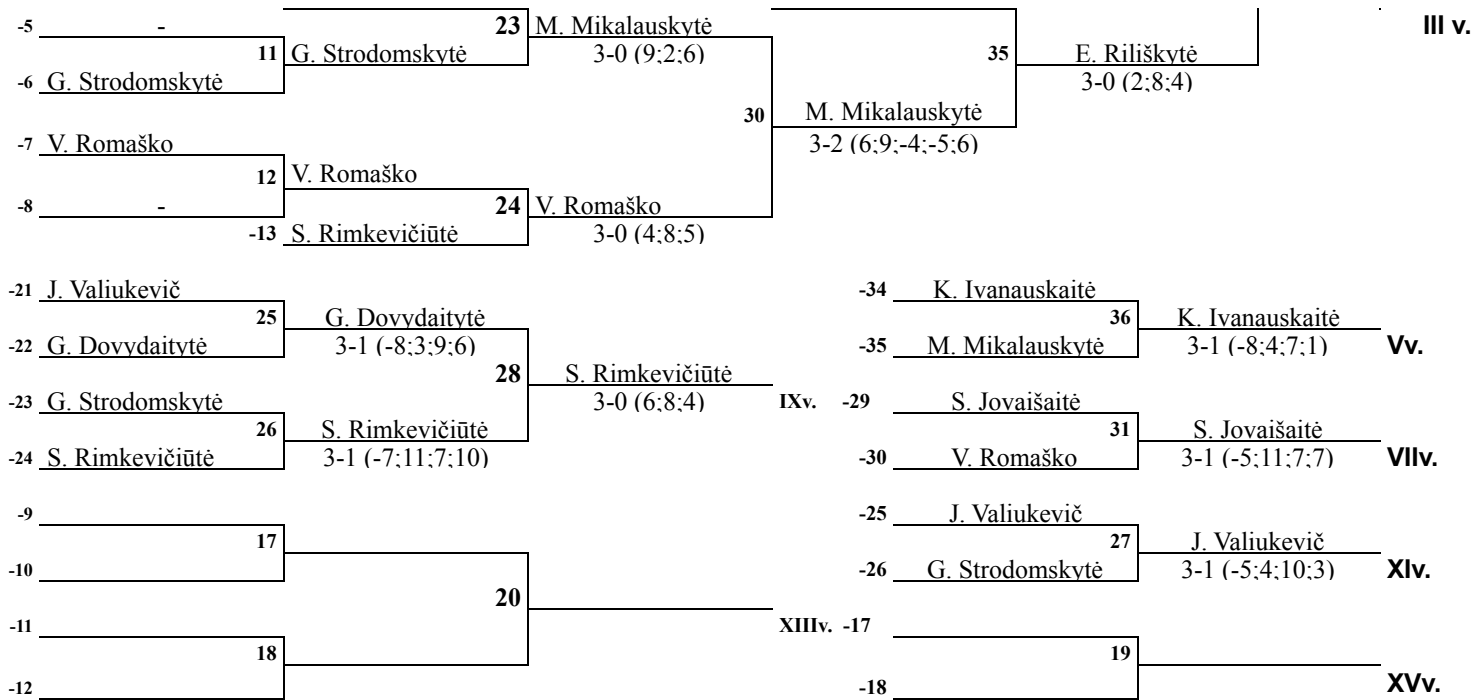 -5 - 23 M. Mikalauskytė III v.
11 G. Strodomskytė 3-0 (9;2;6) 35 E. Riliškytė
-6 G. Strodomskytė 3-0 (2;8;4)
30 M. Mikalauskytė
-7 V. Romaško 3-2 (6;9;-4;-5;6)
12 V. Romaško
-8 - 24 V. Romaško
-13 S. Rimkevičiūtė 3-0 (4;8;5)
-21 J. Valiukevič -34 K. Ivanauskaitė
25 G. Dovydaitytė 36 K. Ivanauskaitė
-22 G. Dovydaitytė 3-1 (-8;3;9;6) -35 M. Mikalauskytė 3-1 (-8;4;7;1) Vv.
28 S. Rimkevičiūtė
-23 G. Strodomskytė 3-0 (6;8;4) IXv. -29 S. Jovaišaitė
26 S. Rimkevičiūtė 31 S. Jovaišaitė
-24 S. Rimkevičiūtė 3-1 (-7;11;7;10) -30 V. Romaško 3-1 (-5;11;7;7) VIIv.
-9 -25 J. Valiukevič
17 27 J. Valiukevič
-10 -26 G. Strodomskytė 3-1 (-5;4;10;3) XIv.
20
-11 XIIIv. -17
18 19
-12 -18 XVv.